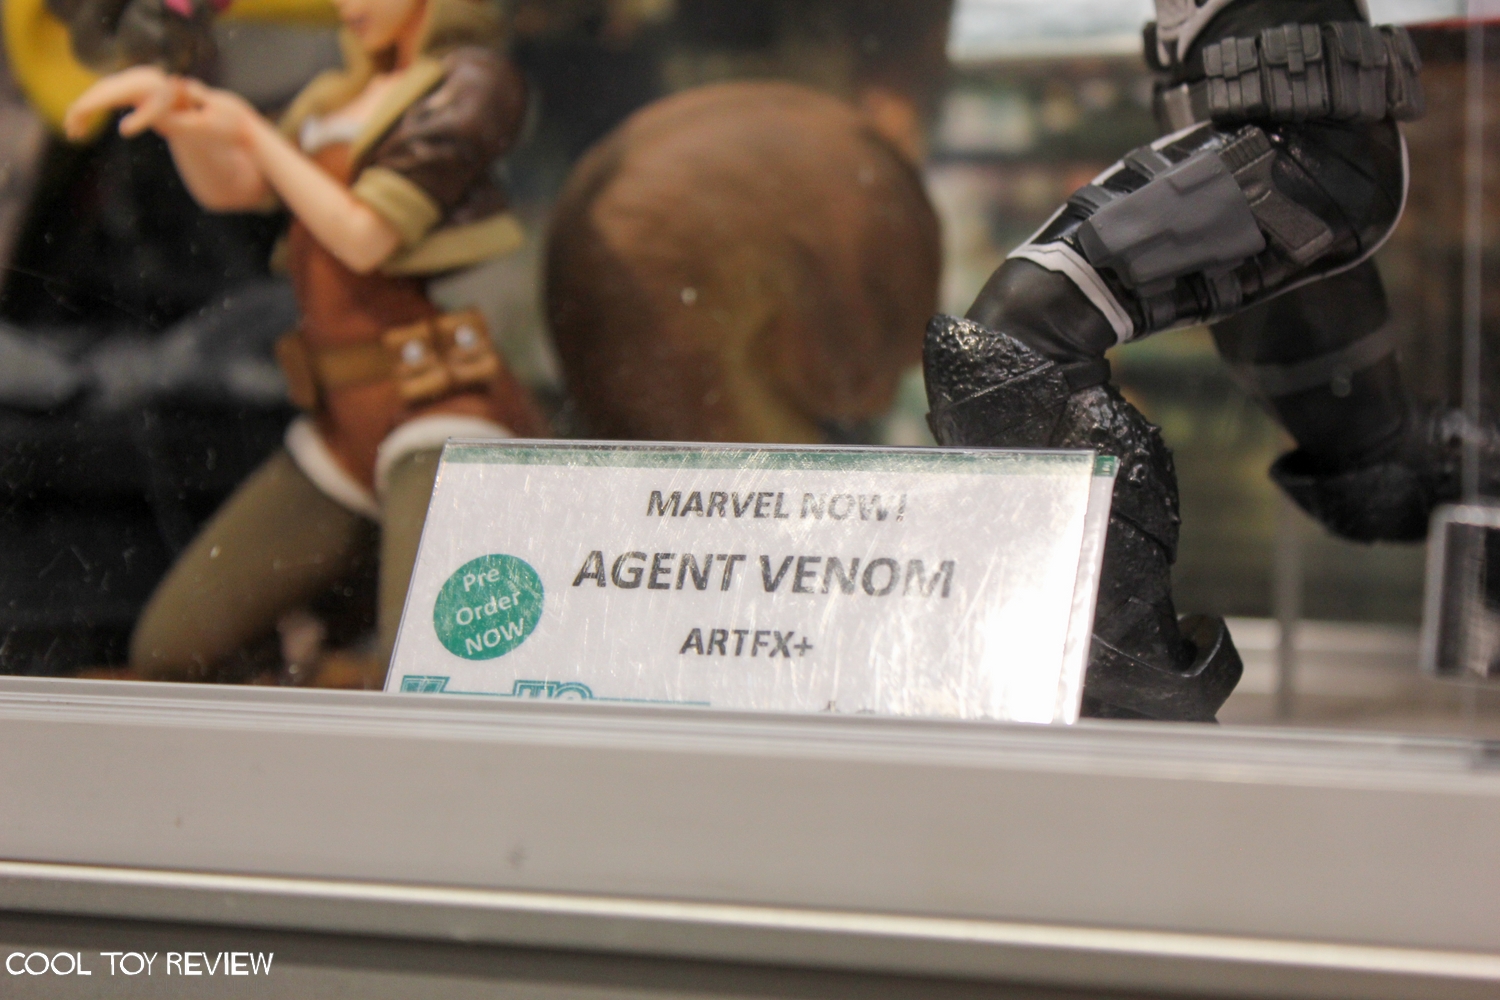 MARVEL NOW!
AGENT VENOM
ARTFX+
Pre
Order
NOW
COOL TOY REVIEW